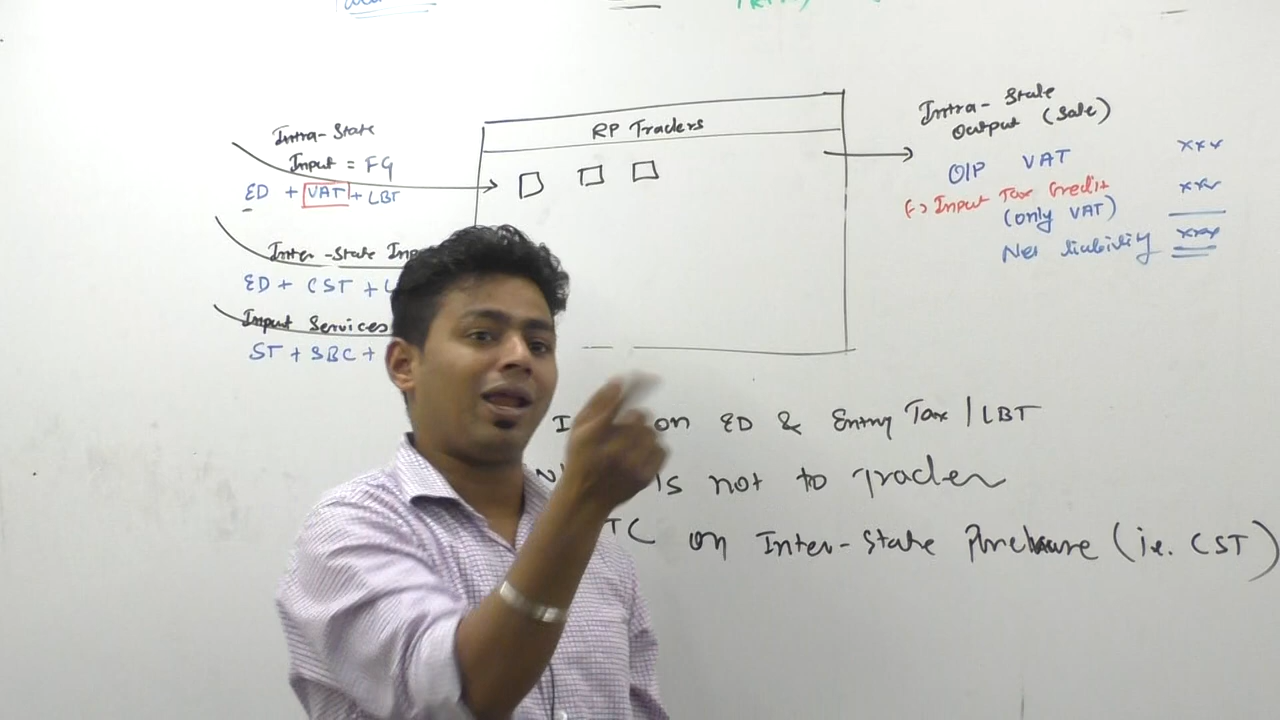 Intra-State
Input = FG
ED + VAT + LBT
Inter-State Inp
ED + CST + L
Input Services
ST + SBC +
RP Traders
Intra-State
Output (Sale)
O/P VAT xxx
(-) Input Tax Credit xxx
(only VAT)
Net liability xxx
on ED & Entry Tax / LBT
is not to Trader
TC on Inter-State Purchase (i.e. CST)